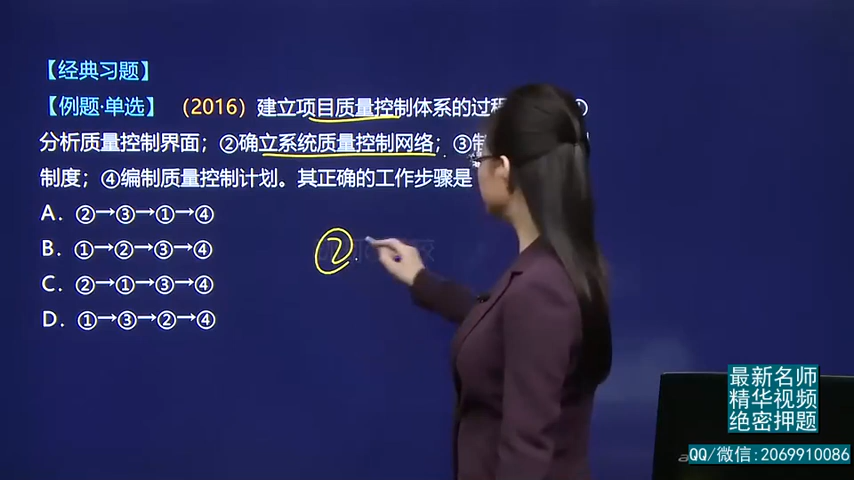 【经典习题】
【例题·单选】（2016）建立项目质量控制体系的过程 ①
分析质量控制界面；②确立系统质量控制网络；③制
制度；④编制质量控制计划。其正确的工作步骤是
A．②→③→①→④
B．①→②→③→④
C．②→①→③→④
D．①→③→②→④
②
最新名师
精华视频
绝密押题
QQ/微信:2069910086